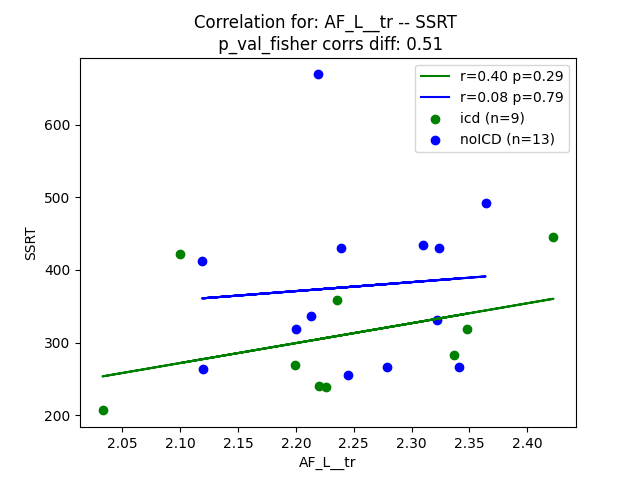 Correlation for: AF_L__tr -- SSRT
p_val_fisher corrs diff: 0.51
r=0.40 p=0.29
r=0.08 p=0.79
icd (n=9)
noICD (n=13)
600
500
400
300
200
SSRT
2.05 2.10 2.15 2.20 2.25 2.30 2.35 2.40
AF_L__tr